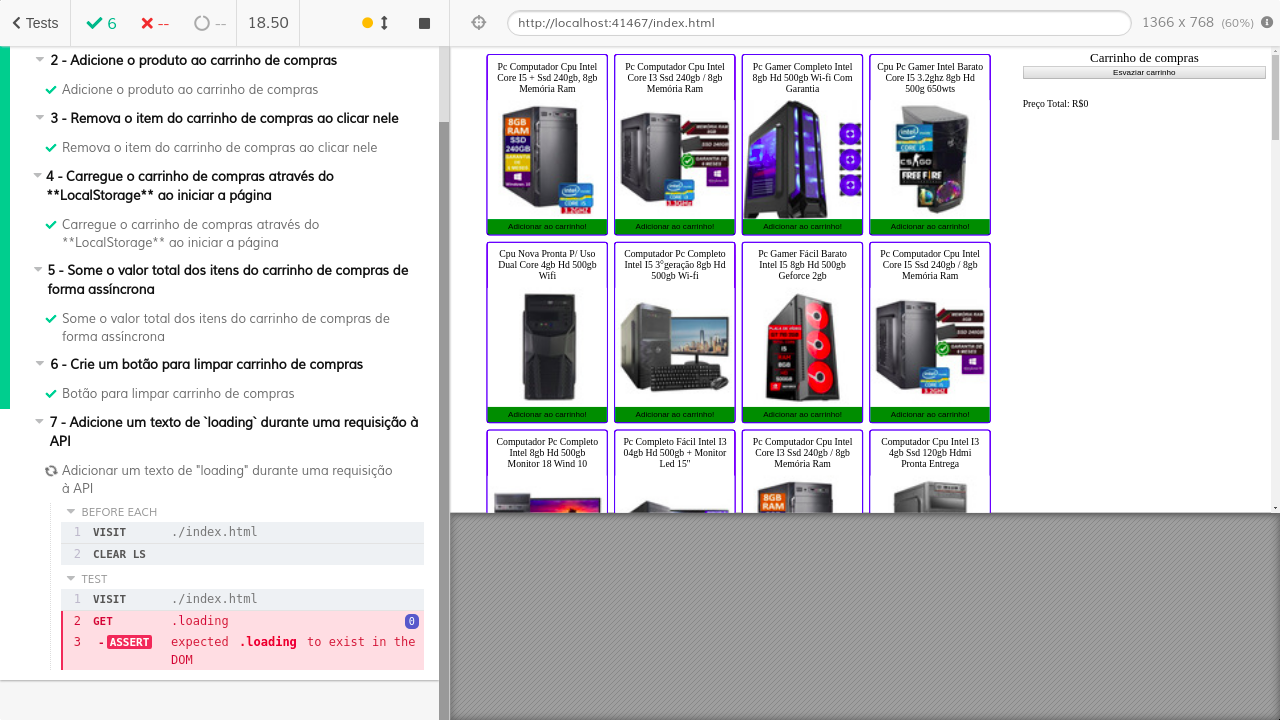 Tests
6
--
--
18.50
http://localhost:41467/index.html
1366 x 768 (60%)
2 - Adicione o produto ao carrinho de compras
Adicione o produto ao carrinho de compras
3 - Remova o item do carrinho de compras ao clicar nele
Remova o item do carrinho de compras ao clicar nele
4 - Carregue o carrinho de compras através do
**LocalStorage** ao iniciar a página
Carregue o carrinho de compras através do
**LocalStorage** ao iniciar a página
5 - Some o valor total dos itens do carrinho de compras de
forma assíncrona
Some o valor total dos itens do carrinho de compras de
forma assíncrona
6 - Crie um botão para limpar carrinho de compras
Botão para limpar carrinho de compras
7 - Adicione um texto de `loading` durante uma requisição à
API
Adicionar um texto de "loading" durante uma requisição
à API
BEFORE EACH
1 VISIT ./index.html
2 CLEAR LS
TEST
1 VISIT ./index.html
2 GET .loading 0
3 -ASSERT expected .loading to exist in the
DOM
Pc Computador Cpu Intel
Core I5 + Ssd 240gb, 8gb
Memória Ram
8GB
RAM
SSD
240GB
Adicionar ao carrinho!
Pc Computador Cpu Intel
Core I3 Ssd 240gb / 8gb
Memória Ram
Adicionar ao carrinho!
Pc Gamer Completo Intel
8gb Hd 500gb Wi-fi Com
Garantia
Adicionar ao carrinho!
Cpu Pc Gamer Intel Barato
Core I5 3.2ghz 8gb Hd
500g 650wts
CS:GO
FREE FIRE
Adicionar ao carrinho!
Cpu Nova Pronta P/ Uso
Dual Core 4gb Hd 500gb
Wifi
Adicionar ao carrinho!
Computador Pc Completo
Intel I5 3°geração 8gb Hd
500gb Wi-fi
Adicionar ao carrinho!
Pc Gamer Fácil Barato
Intel I5 8gb Hd 500gb
Geforce 2gb
Adicionar ao carrinho!
Pc Computador Cpu Intel
Core I5 Ssd 240gb / 8gb
Memória Ram
Adicionar ao carrinho!
Computador Pc Completo
Intel 8gb Hd 500gb
Monitor 18 Wind 10
Pc Completo Fácil Intel I3
04gb Hd 500gb + Monitor
Led 15"
Pc Computador Cpu Intel
Core I3 Ssd 240gb / 8gb
Memória Ram
8GB
RAM
Computador Cpu Intel I3
4gb Ssd 120gb Hdmi
Pronta Entrega
Carrinho de compras
Esvaziar carrinho
Preço Total: R$0